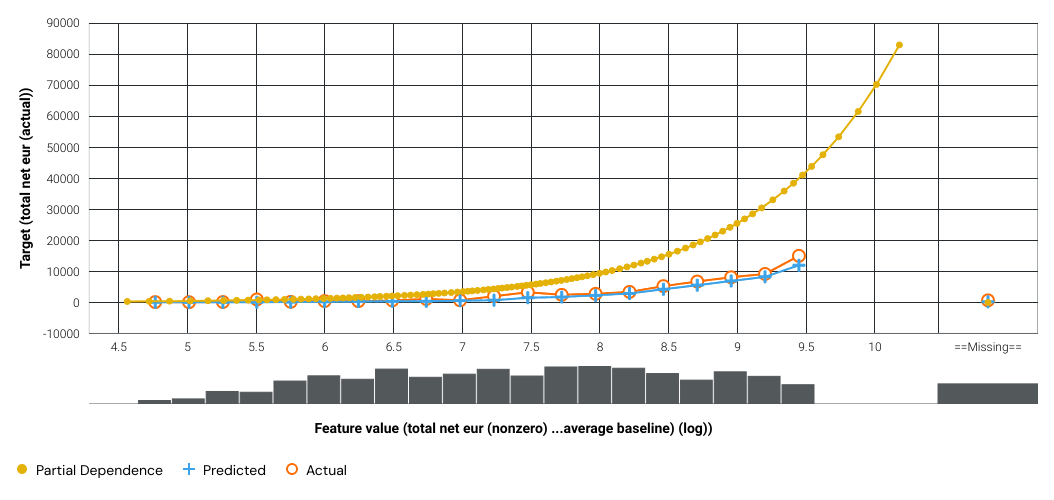 90000
80000
70000
60000
50000
40000
30000
20000
10000
0
-10000
Target (total net eur (actual))
4.5 5 5.5 6 6.5 7 7.5 8 8.5 9 9.5 10 ==Missing==
Feature value (total net eur (nonzero) ...average baseline) (log))
Partial Dependence Predicted Actual